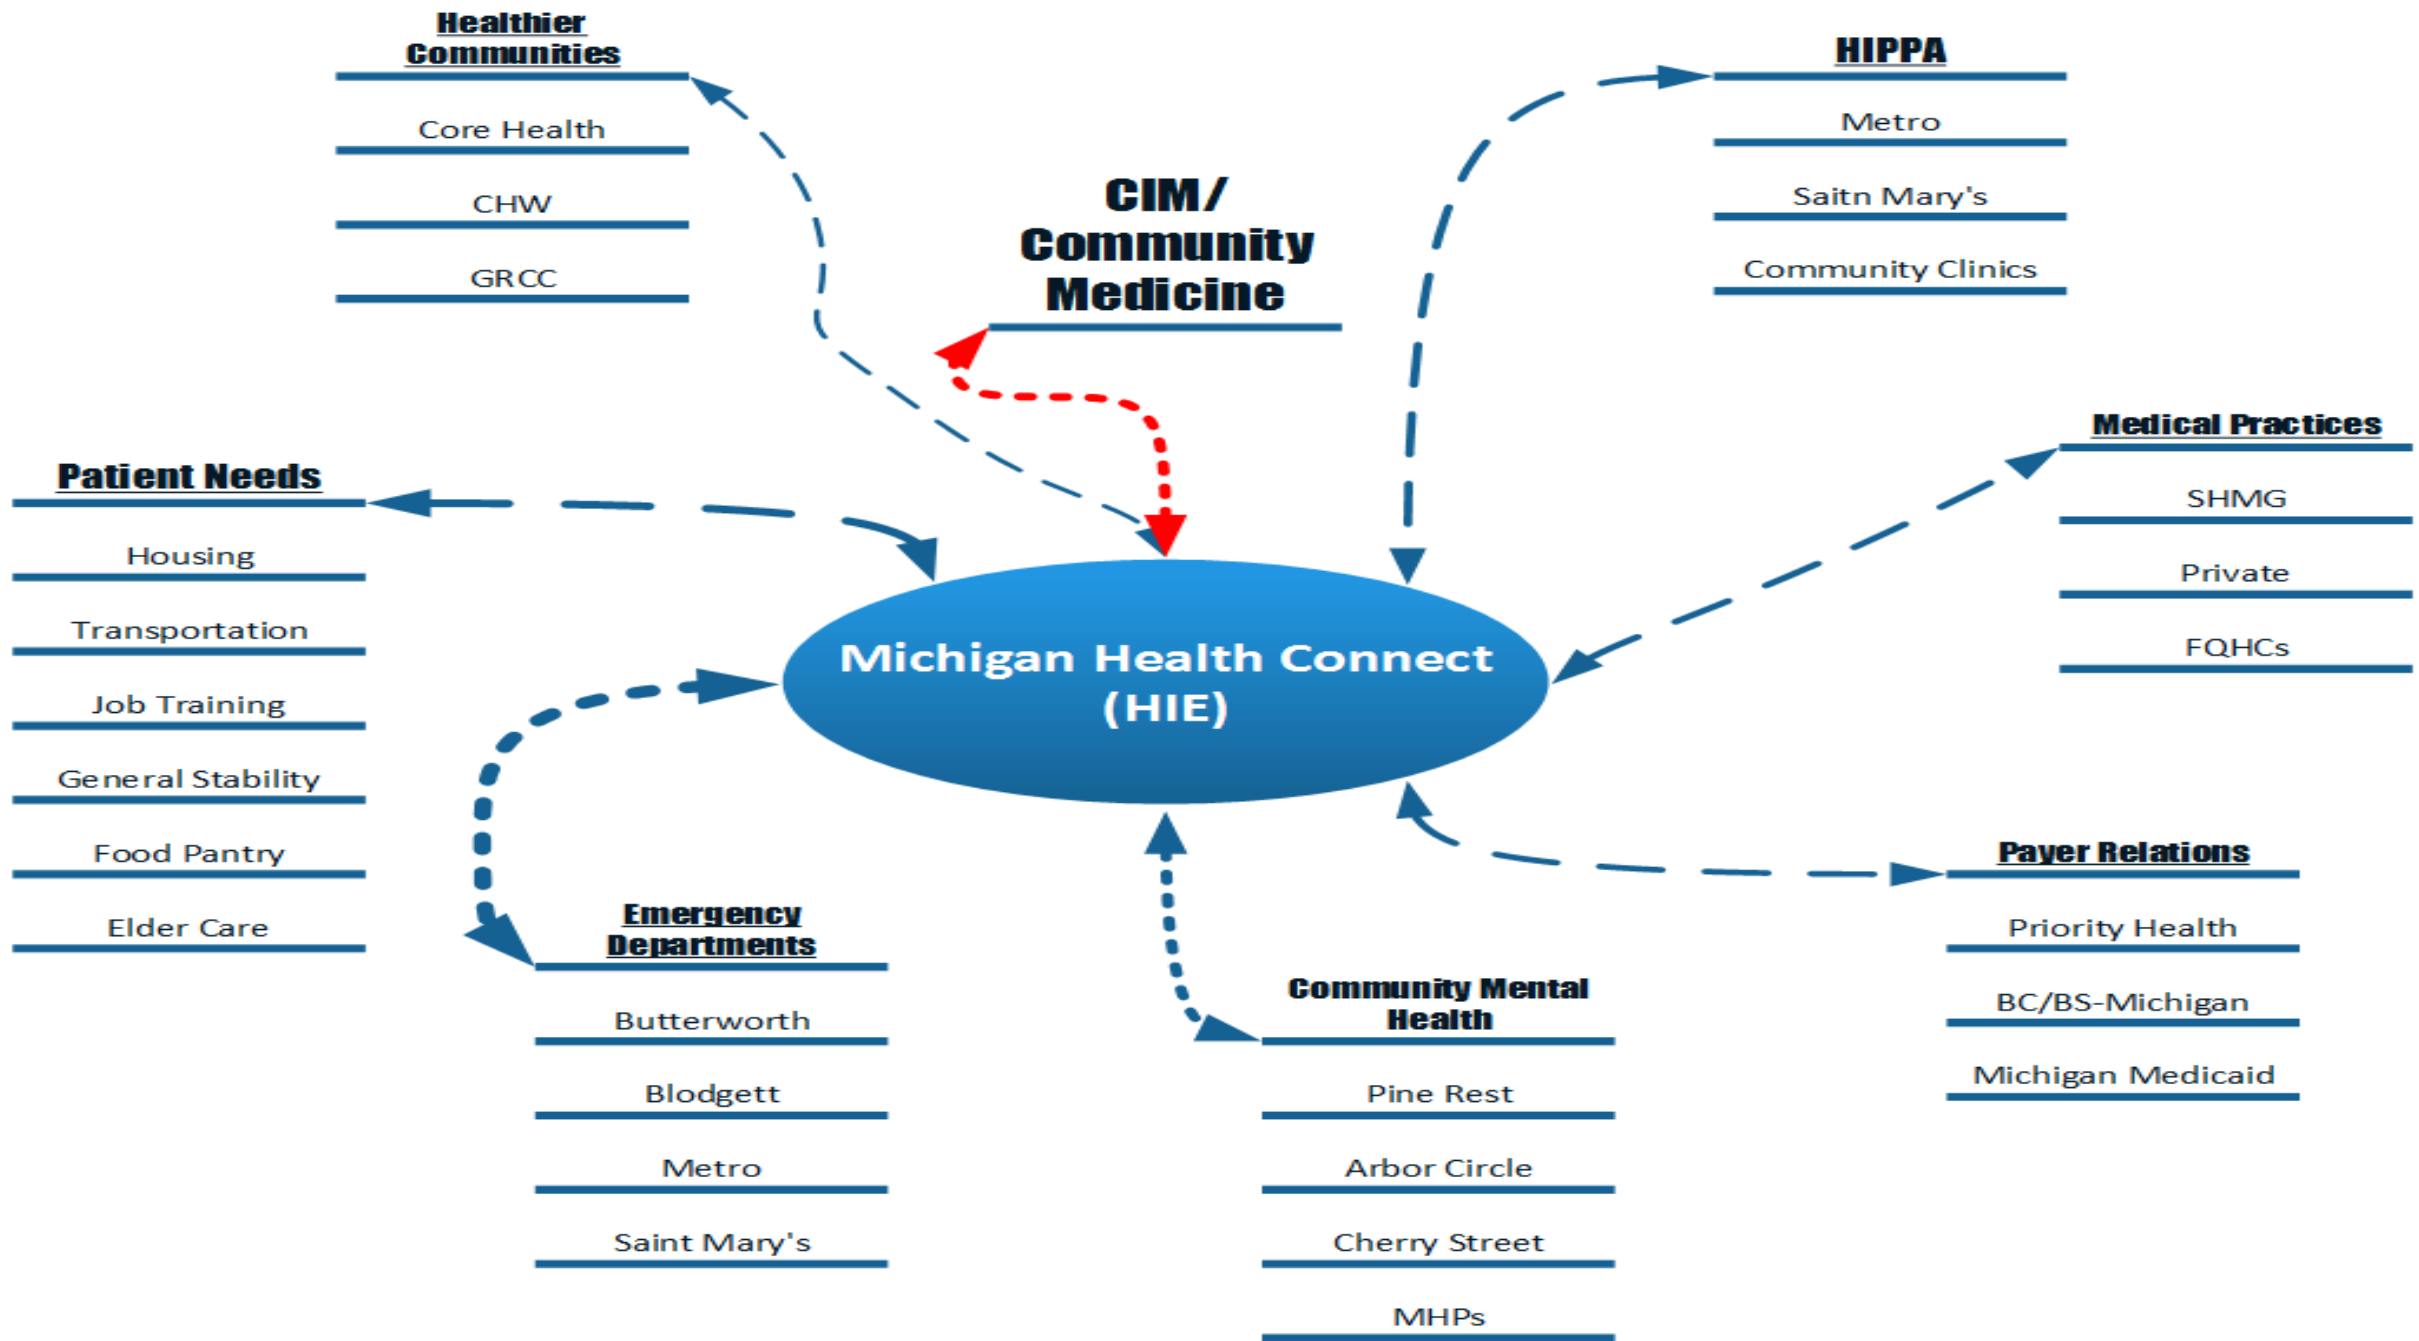 Healthier
Communities
Core Health
CHW
GRCC
CIM/
Community
Medicine
HIPPA
Metro
Saitn Mary's
Community Clinics
Medical Practices
SHMG
Private
FQHCs
Patient Needs
Housing
Transportation
Job Training
General Stability
Food Pantry
Elder Care
Michigan Health Connect
(HIE)
Emergency
Departments
Butterworth
Blodgett
Metro
Saint Mary's
Community Mental
Health
Pine Rest
Arbor Circle
Cherry Street
MHPs
Payer Relations
Priority Health
BC/BS-Michigan
Michigan Medicaid